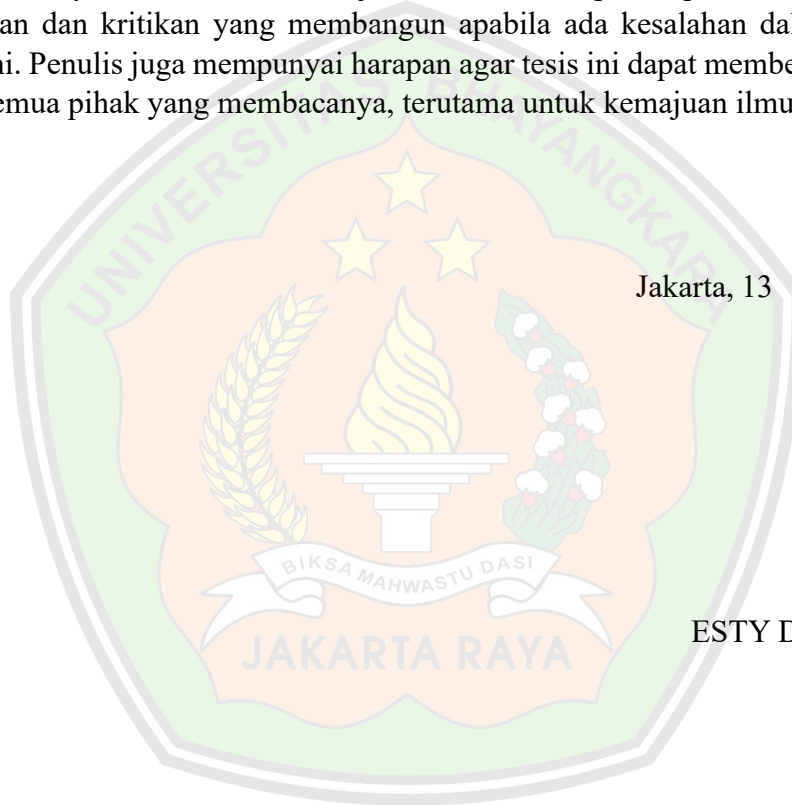 an dan kritikan yang membangun apabila ada kesalahan dal
ni. Penulis juga mempunyai harapan agar tesis ini dapat membe
emua pihak yang membacanya, terutama untuk kemajuan ilmu
UNIVERSITAS BHAYANGKARA
Jakarta, 13
BIKSA MAHWASTU DASI
ESTY D
JAKARTA RAYA